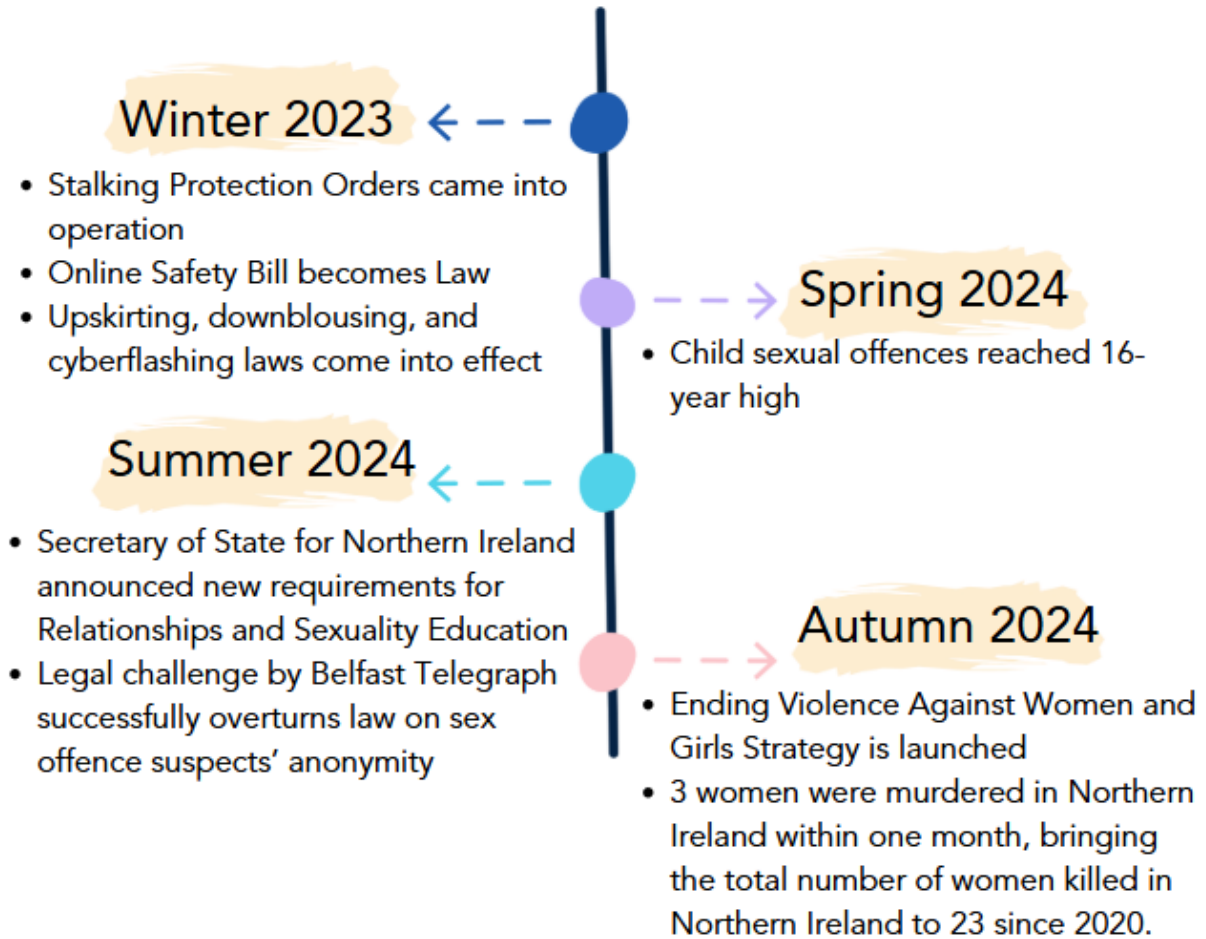 Winter 2023
• Stalking Protection Orders came into
operation
• Online Safety Bill becomes Law
• Upskirting, downblousing, and
cyberflashing laws come into effect
Spring 2024
• Child sexual offences reached 16-
year high
Summer 2024
• Secretary of State for Northern Ireland
announced new requirements for
Relationships and Sexuality Education
• Legal challenge by Belfast Telegraph
successfully overturns law on sex
offence suspects’ anonymity
Autumn 2024
• Ending Violence Against Women and
Girls Strategy is launched
• 3 women were murdered in Northern
Ireland within one month, bringing
the total number of women killed in
Northern Ireland to 23 since 2020.